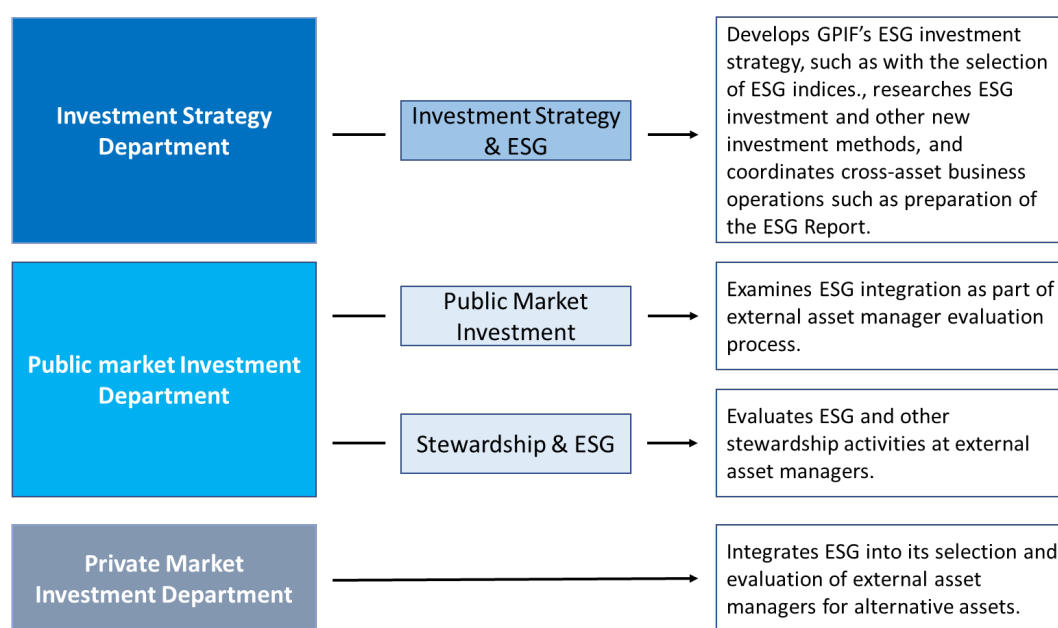 Investment Strategy
Department
Investment Strategy
& ESG
Develops GPIF's ESG investment
strategy, such as with the selection
of ESG indices., researches ESG
investment and other new
investment methods, and
coordinates cross-asset business
operations such as preparation of
the ESG Report.
Public market Investment
Department
Public Market
Investment
Examines ESG integration as part of
external asset manager evaluation
process.
Stewardship & ESG
Evaluates ESG and other
stewardship activities at external
asset managers.
Private Market
Investment Department
Integrates ESG into its selection and
evaluation of external asset
managers for alternative assets.